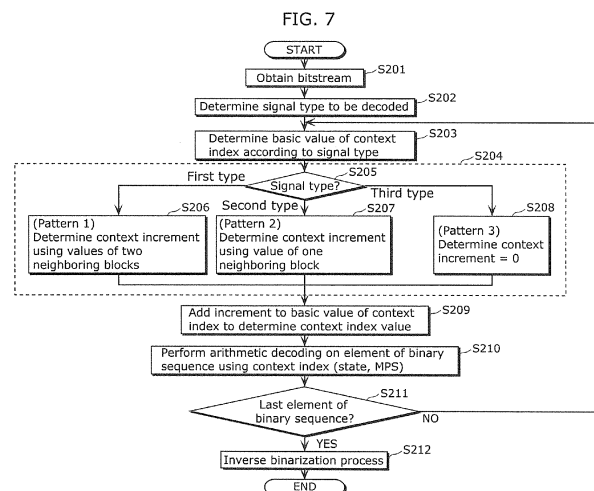 FIG. 7
START
S201
Obtain bitstream
S202
Determine signal type to be decoded
S203
Determine basic value of context
index according to signal type
S204
S205
Signal type?
First type
Second type
Third type
S206
(Pattern 1)
Determine context increment
using values of two
neighboring blocks
S207
(Pattern 2)
Determine context increment
using value of one
neighboring block
S208
(Pattern 3)
Determine context
increment = 0
S209
Add increment to basic value of context
index to determine context index value
S210
Perform arithmetic decoding on element of binary
sequence using context index (state, MPS)
S211
Last element of
binary sequence?
NO
YES
S212
Inverse binarization process
END